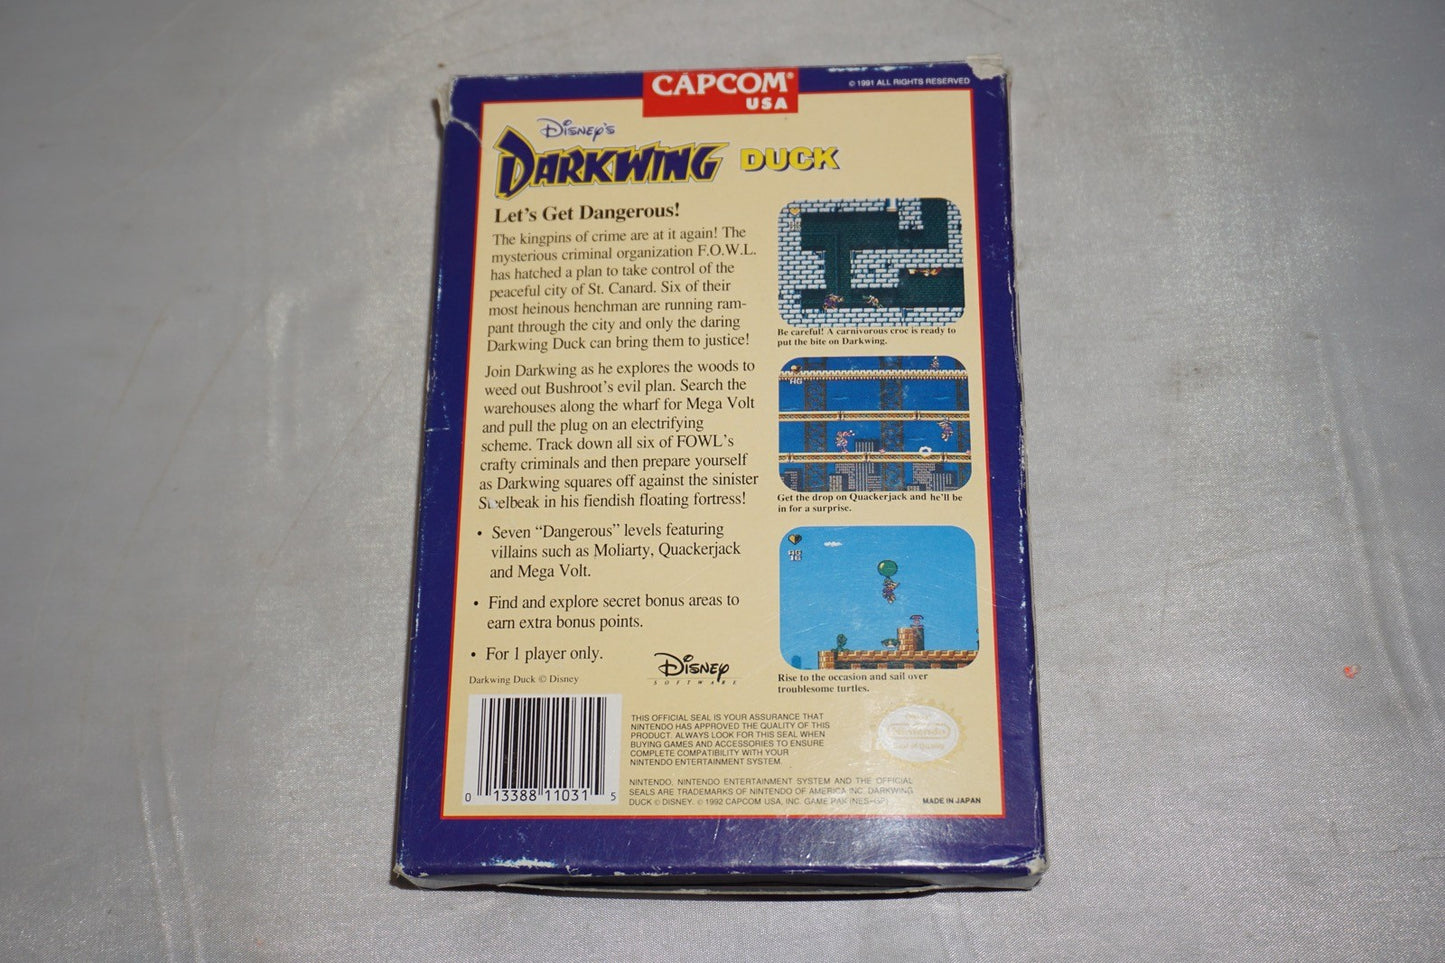 CAPCOM®
USA
© 1991 ALL RIGHTS RESERVED
DISNEY'S
DARKWING DUCK
Let's Get Dangerous!
The kingpins of crime are at it again! The
mysterious criminal organization F.O.W.L.
has hatched a plan to take control of the
peaceful city of St. Canard. Six of their
most heinous henchman are running ram-
pant through the city and only the daring
Darkwing Duck can bring them to justice!
Join Darkwing as he explores the woods to
weed out Bushroot's evil plan. Search the
warehouses along the wharf for Mega Volt
and pull the plug on an electrifying
scheme. Track down all six of FOWL's
crafty criminals and then prepare yourself
as Darkwing squares off against the sinister
Steelbeak in his fiendish floating fortress!
• Seven “Dangerous” levels featuring
villains such as Moliarty, Quackerjack
and Mega Volt.
• Find and explore secret bonus areas to
earn extra bonus points.
• For 1 player only.
Darkwing Duck © Disney
DISNEY
SOFTWARE
Be careful! A carnivorous croc is ready to
put the bite on Darkwing.
HG
Get the drop on Quackerjack and he'll be
in for a surprise.
Rise to the occasion and sail over
troublesome turtles.
0 13388 11031 5
THIS OFFICIAL SEAL IS YOUR ASSURANCE THAT
NINTENDO HAS APPROVED THE QUALITY OF THIS
PRODUCT. ALWAYS LOOK FOR THIS SEAL WHEN
BUYING GAMES AND ACCESSORIES TO ENSURE
COMPLETE COMPATIBILITY WITH YOUR
NINTENDO ENTERTAINMENT SYSTEM.
Nintendo
NINTENDO, NINTENDO ENTERTAINMENT SYSTEM AND THE OFFICIAL
SEALS ARE TRADEMARKS OF NINTENDO OF AMERICA INC. DARKWING
DUCK © DISNEY. © 1992 CAPCOM USA, INC. GAME PAK (NES-GP)
MADE IN JAPAN